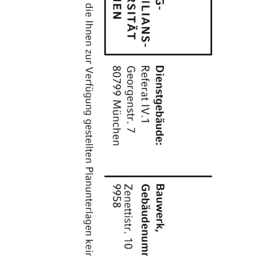 G-
ILIANS-
RSITÄT
EN
Dienstgebäude:
Referat IV.1
Georgenstr. 7
80799 München
Bauwerk,
Gebäudenumr
Zenettistr. 10
9958
die Ihnen zur Verfügung gestellten Planunterlagen keir